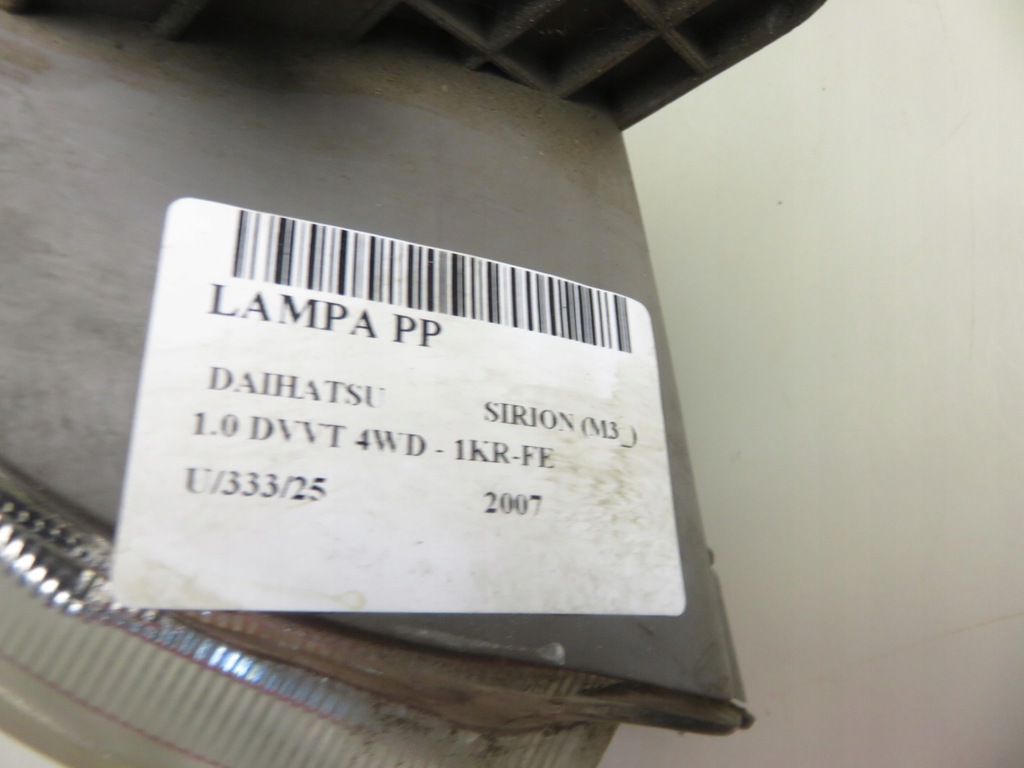 LAMPA PP
DAIHATSU SIRION (M3_)
1.0 DVVT 4WD - 1KR-FE
U/333/25 2007